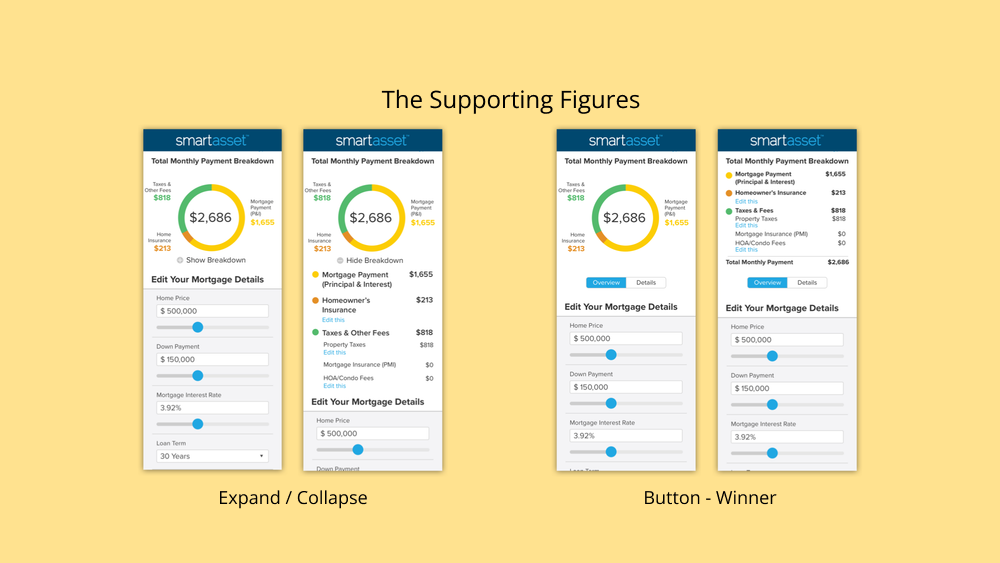 The Supporting Figures
smartasset™
Total Monthly Payment Breakdown
Taxes &
Other Fees
$818
$2,686
Mortgage
Payment
(P&I)
$1,655
Home
Insurance
$213
Show Breakdown
Edit Your Mortgage Details
Home Price
$ 500,000
Down Payment
$ 150,000
Mortgage Interest Rate
3.92%
Loan Term
30 Years
smartasset™
Total Monthly Payment Breakdown
Taxes &
Other Fees
$818
$2,686
Mortgage
Payment
(P&I)
$1,655
Home
Insurance
$213
Hide Breakdown
Mortgage Payment $1,655
(Principal & Interest)
Homeowner's $213
Insurance
Edit this
Taxes & Other Fees $818
Property Taxes $818
Edit this
Mortgage Insurance (PMI) $0
HOA/Condo Fees $0
Edit this
Edit Your Mortgage Details
Home Price
$ 500,000
Down Payment
smartasset™
Total Monthly Payment Breakdown
Taxes &
Other Fees
$818
$2,686
Mortgage
Payment
(P&I)
$1,655
Home
Insurance
$213
Overview Details
Edit Your Mortgage Details
Home Price
$ 500,000
Down Payment
$ 150,000
Mortgage Interest Rate
3.92%
Loan Term
smartasset™
Total Monthly Payment Breakdown
Mortgage Payment $1,655
(Principal & Interest)
Homeowner's Insurance $213
Edit this
Taxes & Fees $818
Property Taxes $818
Edit this
Mortgage Insurance (PMI) $0
HOA/Condo Fees $0
Edit this
Total Monthly Payment $2,686
Overview Details
Edit Your Mortgage Details
Home Price
$ 500,000
Down Payment
$ 150,000
Mortgage Interest Rate
3.92%
Expand / Collapse
Button - Winner